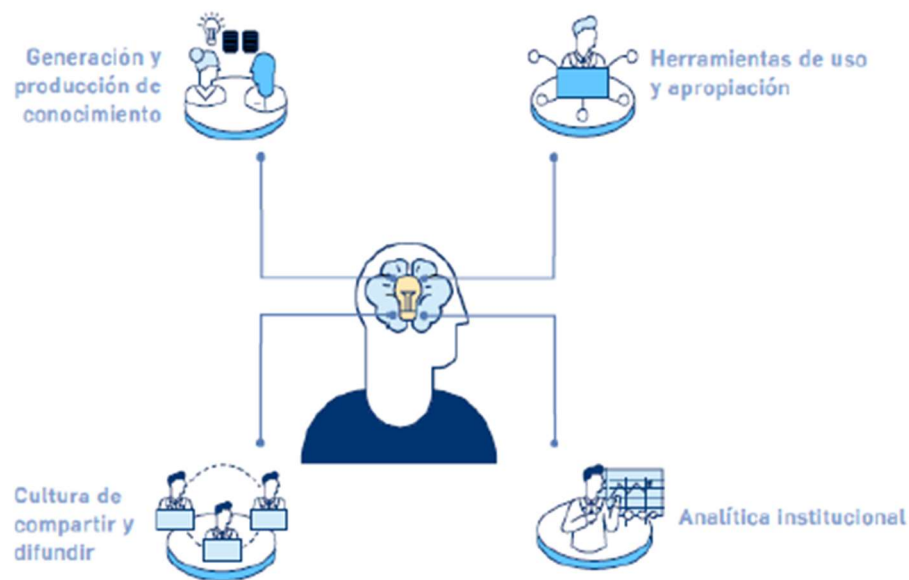 Generación y
producción de
conocimiento
Herramientas de uso
y apropiación
Cultura de
compartir y
difundir
Analítica institucional